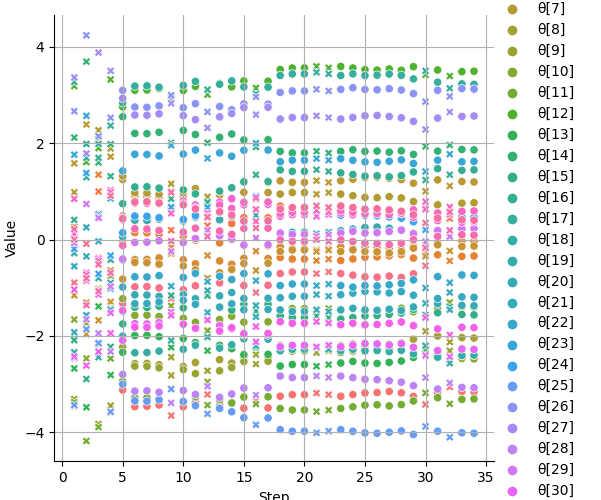 Value
4
2
0
−2
−4
0
5
10
15
20
25
30
35
Step
θ[7]
θ[8]
θ[9]
θ[10]
θ[11]
θ[12]
θ[13]
θ[14]
θ[15]
θ[16]
θ[17]
θ[18]
θ[19]
θ[20]
θ[21]
θ[22]
θ[23]
θ[24]
θ[25]
θ[26]
θ[27]
θ[28]
θ[29]
θ[30]